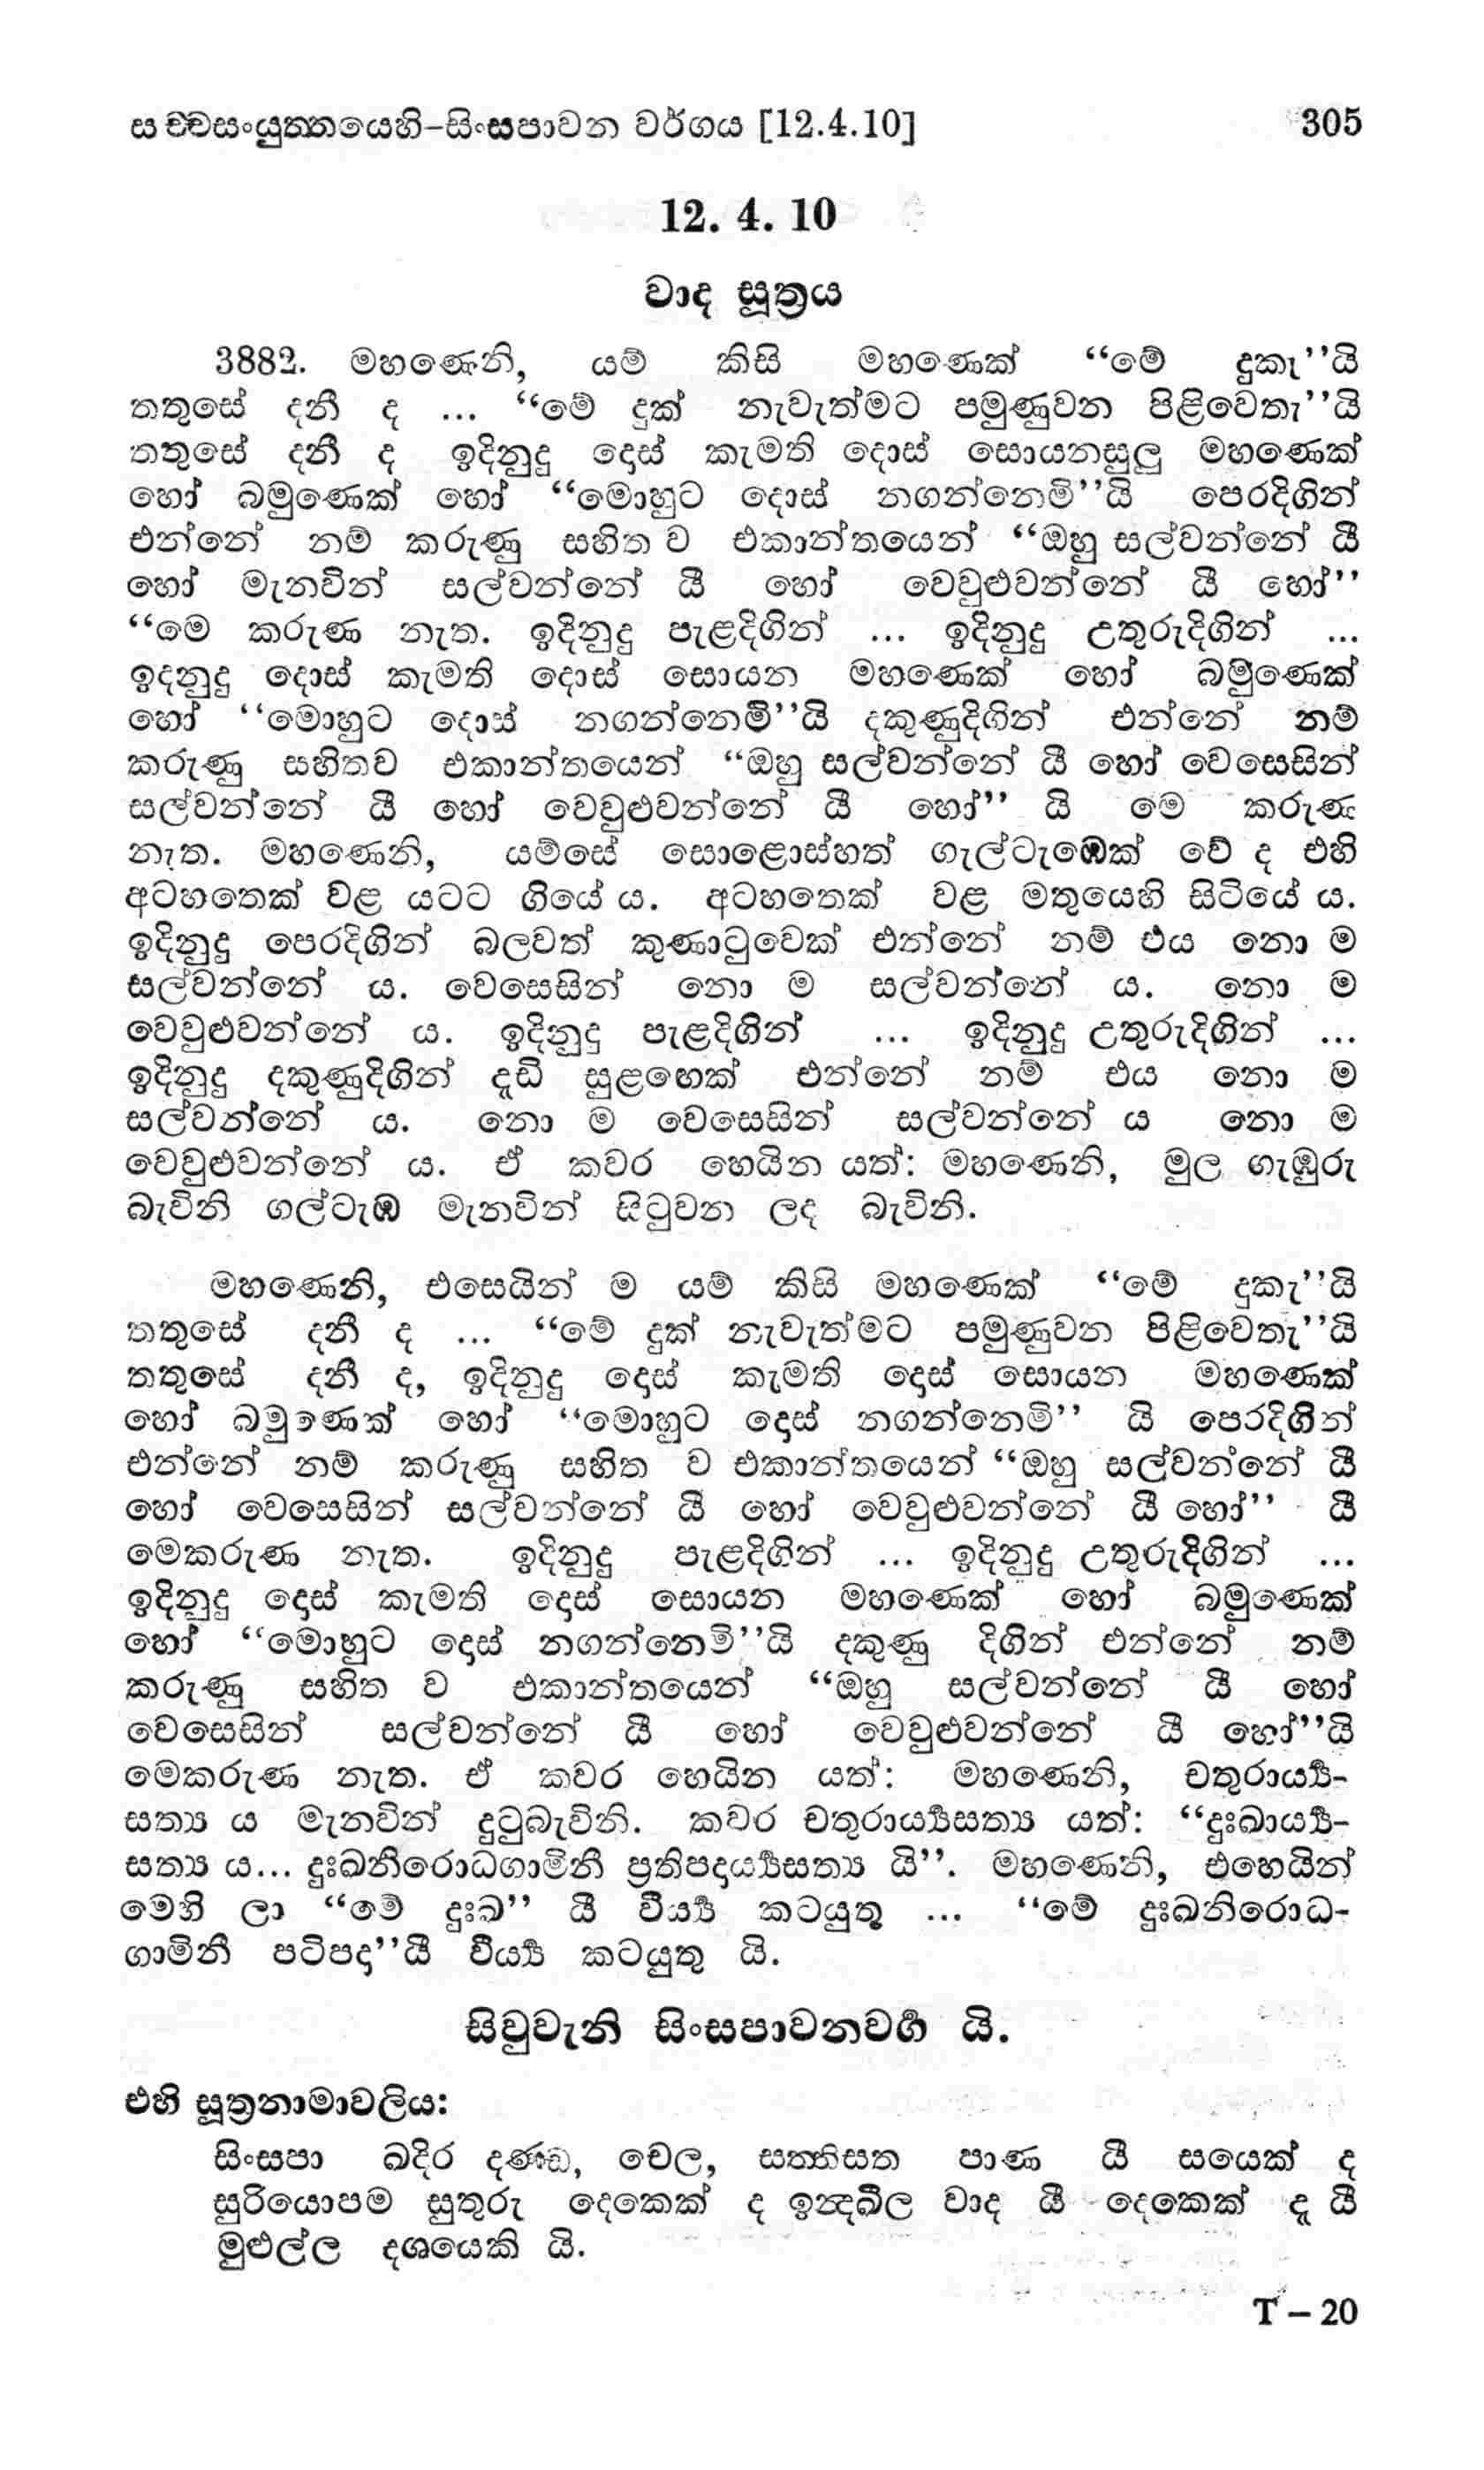 සච්චසංයුත්තයෙහි–සිංසපාවන වර්ගය [12.4.10] 305
12. 4. 10
වාද සූත්‍රය
3882. මහණෙනි, යම් කිසි මහණෙක් “මේ දුකැ”යි
තතුසේ දනී ද ... “මේ දුක් නැවැත්මට පමුණුවන පිළිවෙතැ”යි
තතුසේ දනී ද ඉදිනුදු දොස් කැමති දොස් සොයනසුලු මහණෙක්
හෝ බමුණෙක් හෝ “මොහුට දොස් නගන්නෙමි”යි පෙරදිගින්
එන්නේ නම් කරුණු සහිත ව එකාන්තයෙන් “ඔහු සල්වන්නේ යී
හෝ මැනවින් සල්වන්නේ යී හෝ වෙවුළුවන්නේ යී හෝ”
“මෙ කරුණ නැත. ඉදිනුදු පැළදිගින් ... ඉදිනුදු උතුරුදිගින් ...
ඉදනුදු දොස් කැමති දොස් සොයන මහණෙක් හෝ බමුණෙක්
හෝ “මොහුට දොස් නගන්නෙමි”යි දකුණුදිගින් එන්නේ නම්
කරුණු සහිතව එකාන්තයෙන් “ඔහු සල්වන්නේ යී හෝ වෙසෙසින්
සල්වන්නේ යී හෝ වෙවුළුවන්නේ යී හෝ” යි මෙ කරුණ
නැත. මහණෙනි, යම්සේ සොළොස්හත් ගැල්ටැඹෙක් වේ ද එහි
අටහතෙක් වළ යටට ගියේ ය. අටහතෙක් වළ මතුයෙහි සිටියේ ය.
ඉදිනුදු පෙරදිගින් බලවත් කුණාටුවෙක් එන්නේ නම් එය නො ම
සල්වන්නේ ය. වෙසෙසින් නො ම සල්වන්නේ ය. නො ම
වෙවුළුවන්නේ ය. ඉදිනුදු පැළදිගින් ... ඉදිනුදු උතුරුදිගින් ...
ඉදිනුදු දකුණුදිගින් දැඩි සුළඟෙක් එන්නේ නම් එය නො ම
සල්වන්නේ ය. නො ම වෙසෙසින් සල්වන්නේ ය නො ම
වෙවුළුවන්නේ ය. ඒ කවර හෙයින යත්: මහණෙනි, මුල ගැඹුරු
බැවිනි ගල්ටැඹ මැනවින් සිටුවන ලද බැවිනි.
මහණෙනි, එසෙයින් ම යම් කිසි මහණෙක් “මේ දුකැ”යි
තතුසේ දනී ද ... “මේ දුක් නැවැත්මට පමුණුවන පිළිවෙතැ”යි
තතුසේ දනී ද, ඉදිනුදු දොස් කැමති දොස් සොයන මහණෙක්
හෝ බමුණෙක් හෝ “මොහුට දොස් නගන්නෙමි” යි පෙරදිගින්
එන්නේ නම් කරුණු සහිත ව එකාන්තයෙන් “ඔහු සල්වන්නේ යී
හෝ වෙසෙසින් සල්වන්නේ යී හෝ වෙවුළුවන්නේ යී හෝ” යී
මෙකරුණ නැත. ඉදිනුදු පැළදිගින් ... ඉදිනුදු උතුරුදිගින් ...
ඉදිනුදු දොස් කැමති දොස් සොයන මහණෙක් හෝ බමුණෙක්
හෝ “මොහුට දොස් නගන්නෙමි”යි දකුණු දිගින් එන්නේ නම්
කරුණු සහිත ව එකාන්තයෙන් “ඔහු සල්වන්නේ යී හෝ
වෙසෙසින් සල්වන්නේ යී හෝ වෙවුළුවන්නේ යී හෝ”යි
මෙකරුණ නැත. ඒ කවර හෙයින යත්: මහණෙනි, චතුරාර්‍ය්‍ය-
සත්‍ය ය මැනවින් දුටුබැවිනි. කවර චතුරාර්‍ය්‍යසත්‍ය යත්: “දුඃඛාර්‍ය්‍ය-
සත්‍ය ය... දුඃඛනිරොධගාමිනී ප්‍රතිපදාර්‍ය්‍යසත්‍ය යි”. මහණෙනි, එහෙයින්
මෙහි ලා “මේ දුඃඛ” යී වීර්‍ය්‍ය කටයුතු ... “මේ දුඃඛනිරොධ-
ගාමිනී පටිපදා”යී වීර්‍ය්‍ය කටයුතු යි.
සිවුවැනි සිංසපාවනවර්‍ග යි.
එහි සූත්‍රනාමාවලිය:
සිංසපා ඛදිර දණ්ඩ, චෙල, සත්තිසත පාණ යී සයෙක් ද
සුරියොපම සුතුරු දෙකෙක් ද ඉන්දඛීල වාද යී දෙකෙක් ද යී
මුළුල්ල දශයෙකි යි.
T – 20